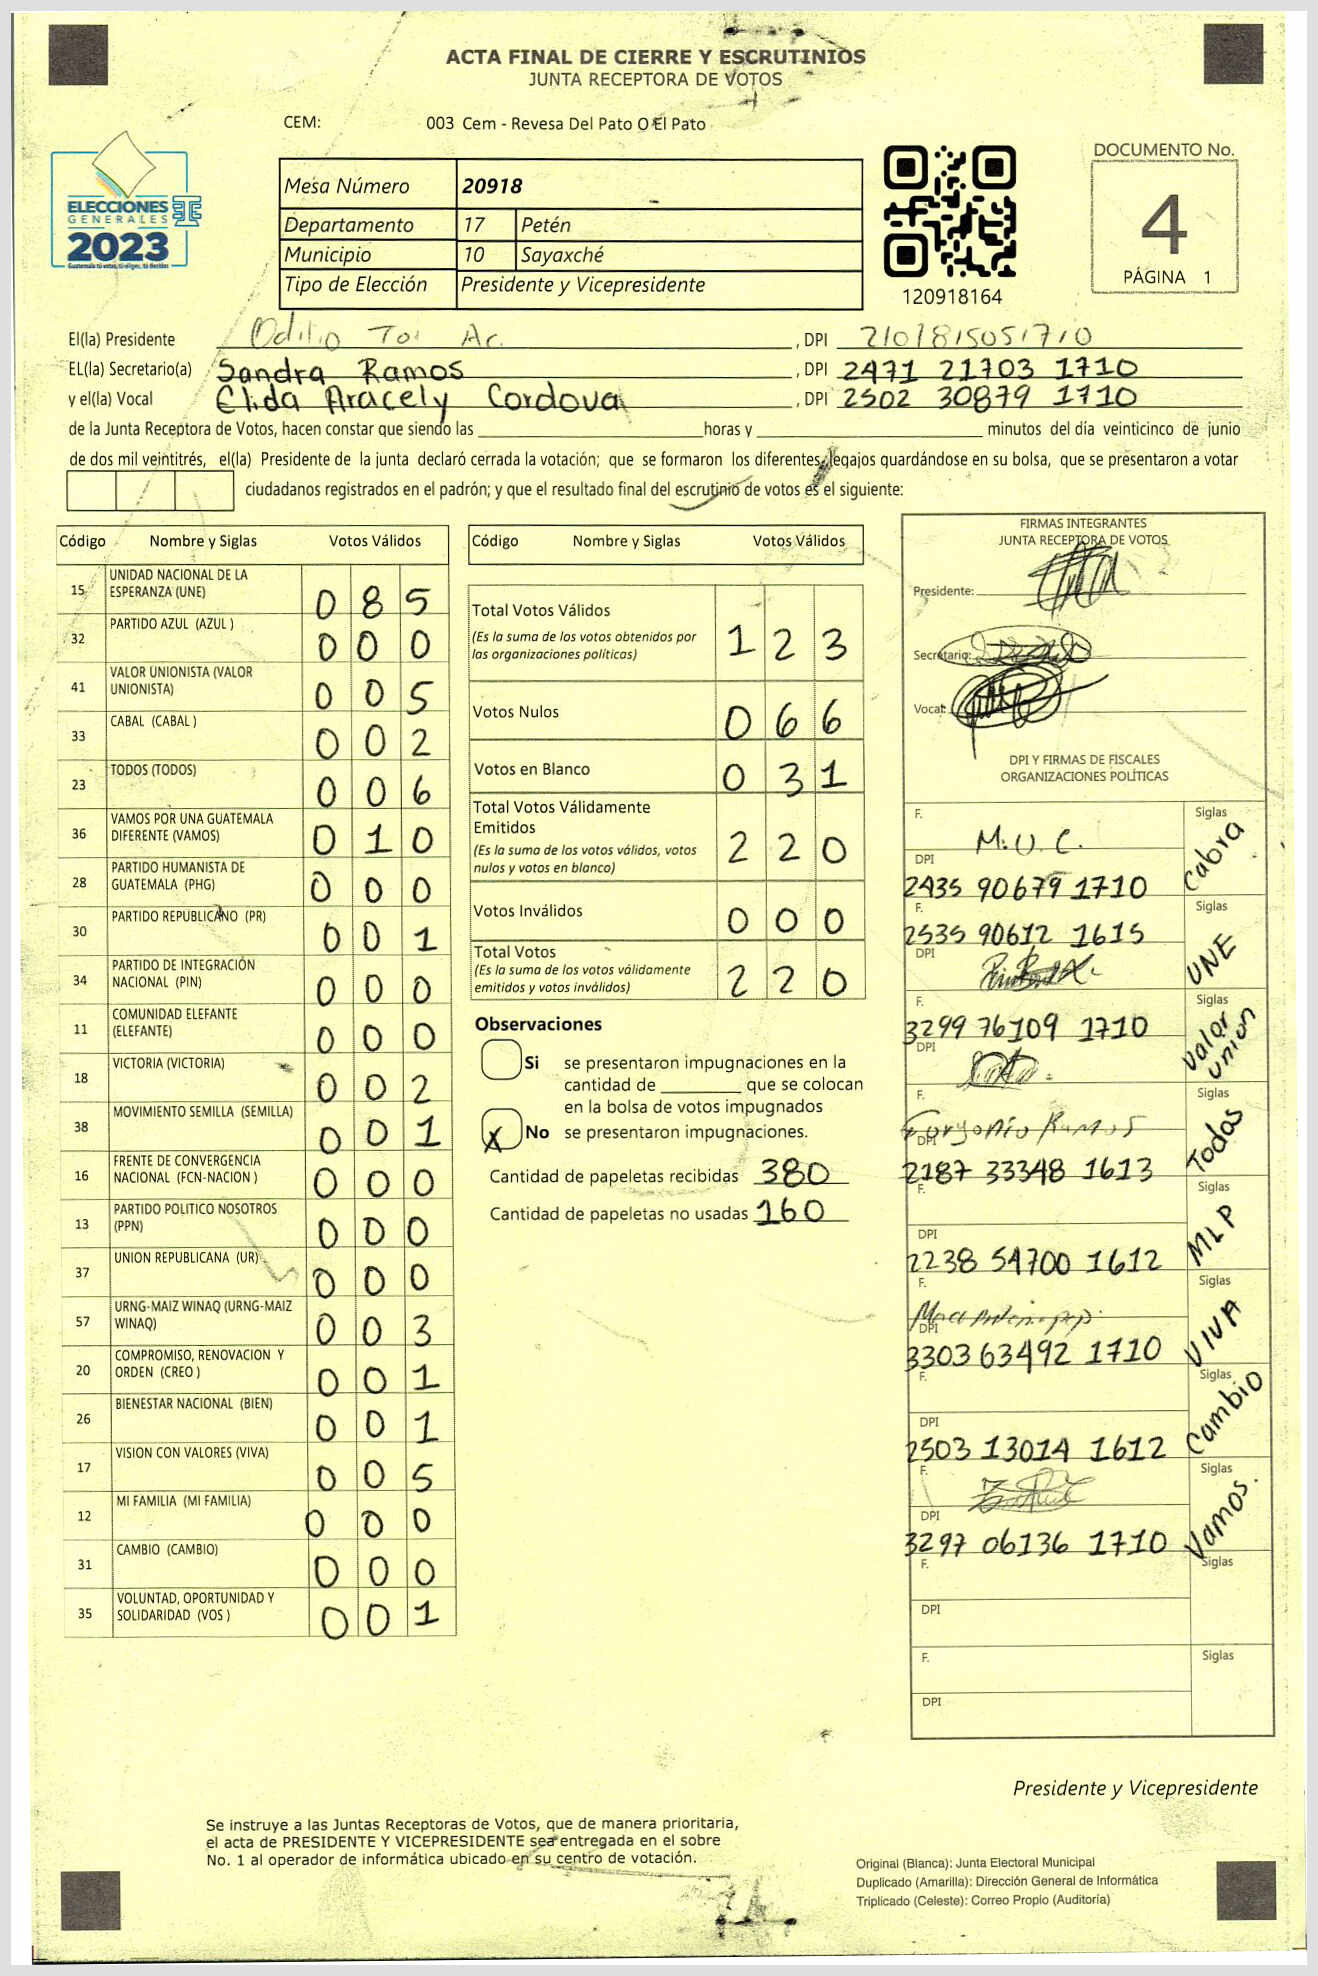 ACTA FINAL DE CIERRE Y ESCRUTINIOS
JUNTA RECEPTORA DE VOTOS
CEM: 003 Cem - Revesa Del Pato O El Pato
ELECCIONES
GENERALES
2023
Guatemala tú votas, tú eliges, tú decides
Mesa Número 20918
Departamento 17 Petén
Municipio 10 Sayaxché
Tipo de Elección Presidente y Vicepresidente
120918164
DOCUMENTO No.
4
PÁGINA 1
El(la) Presidente Odilio , DPI
EL(la) Secretario(a) Sandra Ramos , DPI 2471 21703 1710
y el(la) Vocal Elida Aracely Cordova , DPI 2502 30879 1710
de la Junta Receptora de Votos, hacen constar que siendo las horas y minutos del día veinticinco de junio
de dos mil veintitrés, el(la) Presidente de la junta declaró cerrada la votación; que se formaron los diferentes legajos guardándose en su bolsa, que se presentaron a votar
ciudadanos registrados en el padrón; y que el resultado final del escrutinio de votos es el siguiente:
Código Nombre y Siglas Votos Válidos
15 UNIDAD NACIONAL DE LA
ESPERANZA (UNE) 0 8 5
32 PARTIDO AZUL (AZUL ) 0 0 0
41 VALOR UNIONISTA (VALOR
UNIONISTA) 0 0 5
33 CABAL (CABAL ) 0 0 2
23 TODOS (TODOS) 0 0 6
36 VAMOS POR UNA GUATEMALA
DIFERENTE (VAMOS) 0 1 0
28 PARTIDO HUMANISTA DE
GUATEMALA (PHG) 0 0 0
30 PARTIDO REPUBLICANO (PR) 0 0 1
34 PARTIDO DE INTEGRACIÓN
NACIONAL (PIN) 0 0 0
11 COMUNIDAD ELEFANTE
(ELEFANTE) 0 0 0
18 VICTORIA (VICTORIA) 0 0 2
38 MOVIMIENTO SEMILLA (SEMILLA) 0 0 1
16 FRENTE DE CONVERGENCIA
NACIONAL (FCN-NACION ) 0 0 0
13 PARTIDO POLITICO NOSOTROS
(PPN) 0 0 0
37 UNION REPUBLICANA (UR) 0 0 0
57 URNG-MAIZ WINAQ (URNG-MAIZ
WINAQ) 0 0 3
20 COMPROMISO, RENOVACION Y
ORDEN (CREO ) 0 0 1
26 BIENESTAR NACIONAL (BIEN) 0 0 1
17 VISION CON VALORES (VIVA) 0 0 5
12 MI FAMILIA (MI FAMILIA) 0 0 0
31 CAMBIO (CAMBIO) 0 0 0
35 VOLUNTAD, OPORTUNIDAD Y
SOLIDARIDAD (VOS ) 0 0 1
Código Nombre y Siglas Votos Válidos
Total Votos Válidos 1 2 3
(Es la suma de los votos obtenidos por
las organizaciones políticas)
Votos Nulos 0 6 6
Votos en Blanco 0 3 1
Total Votos Válidamente
Emitidos 2 2 0
(Es la suma de los votos válidos, votos
nulos y votos en blanco)
Votos Inválidos 0 0 0
Total Votos 2 2 0
(Es la suma de los votos válidamente
emitidos y votos inválidos)
Observaciones
Si se presentaron impugnaciones en la
cantidad de que se colocan
en la bolsa de votos impugnados
X No se presentaron impugnaciones.
Cantidad de papeletas recibidas 380
Cantidad de papeletas no usadas 160
FIRMAS INTEGRANTES
JUNTA RECEPTORA DE VOTOS
Presidente:
Secretario:
Vocal:
DPI Y FIRMAS DE FISCALES
ORGANIZACIONES POLÍTICAS
F. M.U.C. Siglas Cabra
DPI 2435 90679 1710
F. 2535 90612 1615 Siglas UNE
DPI
F. 3299 76109 1710 Siglas Valor union
DPI
F. Ramos Siglas Todos
DPI 2187 33348 1613
F. Siglas MLP
DPI 2238 54700 1612
F. Siglas VIVA
DPI 3303 63492 1710
F. Siglas Cambio
DPI 2503 13014 1612
F. Siglas Vamos
DPI 3297 06136 1710
F. Siglas
DPI
F. Siglas
DPI
Presidente y Vicepresidente
Se instruye a las Juntas Receptoras de Votos, que de manera prioritaria,
el acta de PRESIDENTE Y VICEPRESIDENTE sea entregada en el sobre
No. 1 al operador de informática ubicado en su centro de votación.
Original (Blanca): Junta Electoral Municipal
Duplicado (Amarilla): Dirección General de Informática
Triplicado (Celeste): Correo Propio (Auditoría)